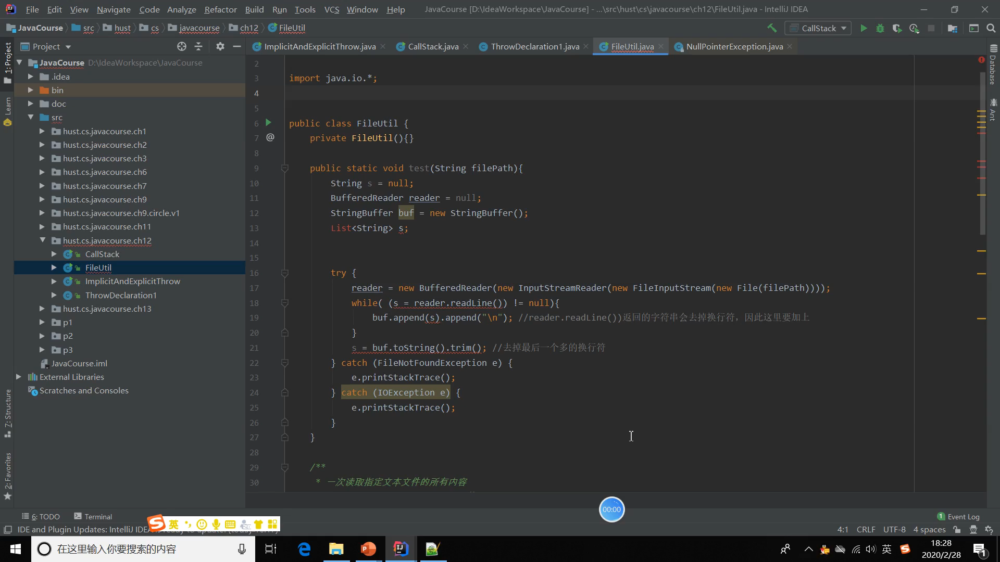 File Edit View Navigate Code Analyze Refactor Build Run Tools VCS Window Help JavaCourse [D:\IdeaWorkspace\JavaCourse] - ...\src\hust\cs\javacourse\ch12\FileUtil.java - IntelliJ IDEA
JavaCourse src hust cs javacourse ch12 FileUtil CallStack
Project
ImplicitAndExplicitThrow.java CallStack.java ThrowDeclaration1.java FileUtil.java NullPointerException.java
1: Project
Learn
7: Structure
2: Favorites
JavaCourse D:\IdeaWorkspace\JavaCourse
.idea
bin
doc
src
hust.cs.javacourse.ch1
hust.cs.javacourse.ch2
hust.cs.javacourse.ch3
hust.cs.javacourse.ch6
hust.cs.javacourse.ch7
hust.cs.javacourse.ch9
hust.cs.javacourse.ch9.circle.v1
hust.cs.javacourse.ch11
hust.cs.javacourse.ch12
CallStack
FileUtil
ImplicitAndExplicitThrow
ThrowDeclaration1
hust.cs.javacourse.ch13
p1
p2
p3
JavaCourse.iml
External Libraries
Scratches and Consoles
2
3 import java.io.*;
4
5
6 public class FileUtil {
7 @ private FileUtil(){}
8
9 public static void test(String filePath){
10 String s = null;
11 BufferedReader reader = null;
12 StringBuffer buf = new StringBuffer();
13 List<String> s;
14
15
16 try {
17 reader = new BufferedReader(new InputStreamReader(new FileInputStream(new File(filePath))));
18 while( (s = reader.readLine()) != null){
19 buf.append(s).append("\n"); //reader.readLine())返回的字符串会去掉换行符，因此这里要加上
20 }
21 s = buf.toString().trim(); //去掉最后一个多的换行符
22 } catch (FileNotFoundException e) {
23 e.printStackTrace();
24 } catch (IOException e) {
25 e.printStackTrace();
26 }
27 }
28
29 /**
30 * 一次读取指定文本文件的所有内容
Database
Ant
00:00
6: TODO Terminal
1 Event Log
英
IDE and Plugin Updates: IntelliJ IDEA
4:1 CRLF UTF-8 4 spaces
在这里输入你要搜索的内容
英
18:28
2020/2/28
1